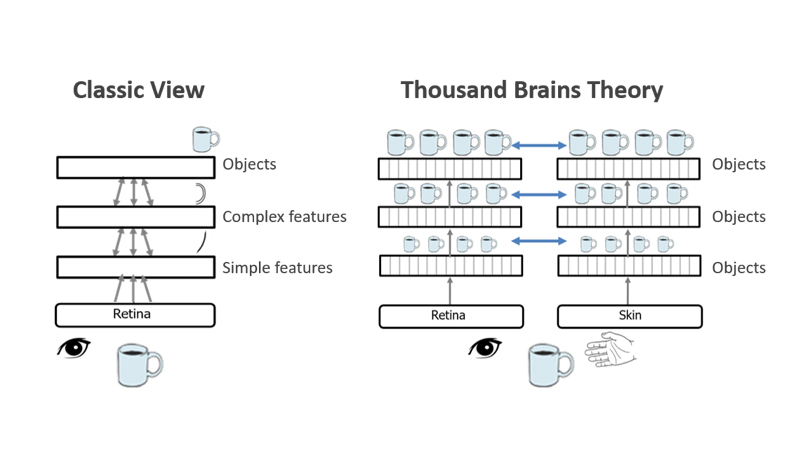 Classic View
Objects
Complex features
Simple features
Retina
Thousand Brains Theory
Objects
Objects
Objects
Retina
Skin